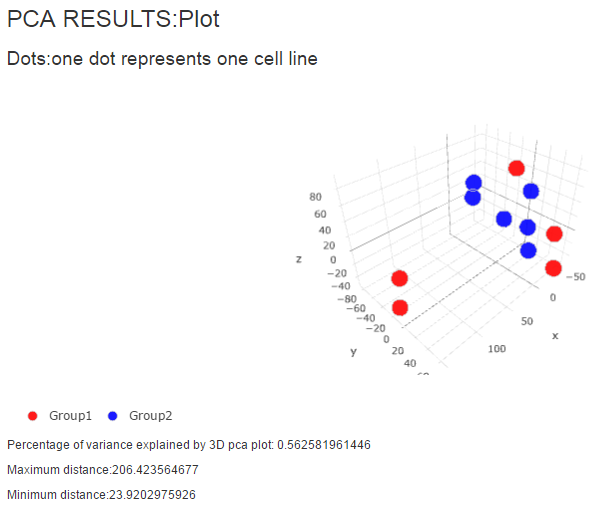 PCA RESULTS:Plot
Dots:one dot represents one cell line
80
60
40
20
z 0
−20
−40
−80
−60
−40
−20
0
y 20
40
−50
0
50
x
100
Group1 Group2
Percentage of variance explained by 3D pca plot: 0.562581961446
Maximum distance:206.423564677
Minimum distance:23.9202975926